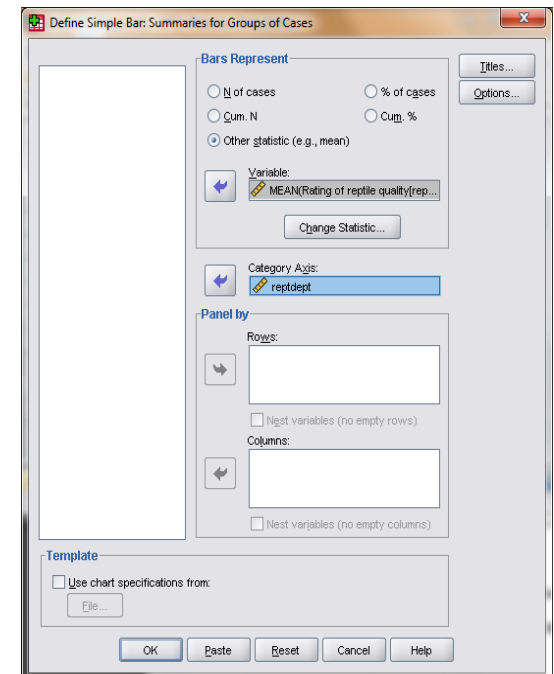 Define Simple Bar: Summaries for Groups of Cases
Bars Represent
Titles...
Options...
N of cases
% of cases
Cum. N
Cum. %
Other statistic (e.g., mean)
Variable:
MEAN(Rating of reptile quality[rep...
Change Statistic...
Category Axis:
reptdept
Panel by
Rows:
Nest variables (no empty rows)
Columns:
Nest variables (no empty columns)
Template
Use chart specifications from:
File...
OK
Paste
Reset
Cancel
Help